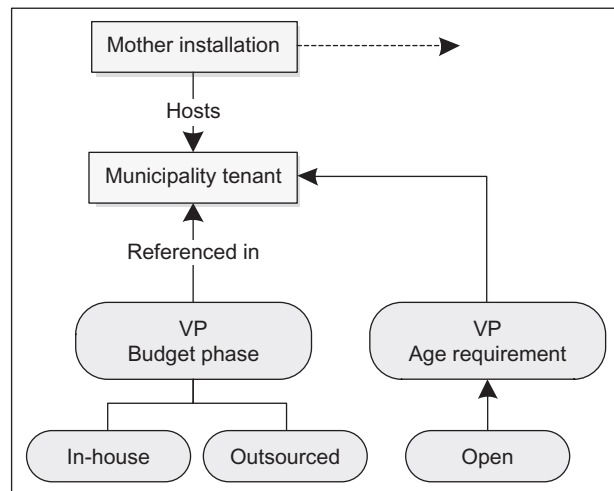 Mother installation
Hosts
Municipality tenant
Referenced in
VP
Budget phase
VP
Age requirement
In-house
Outsourced
Open